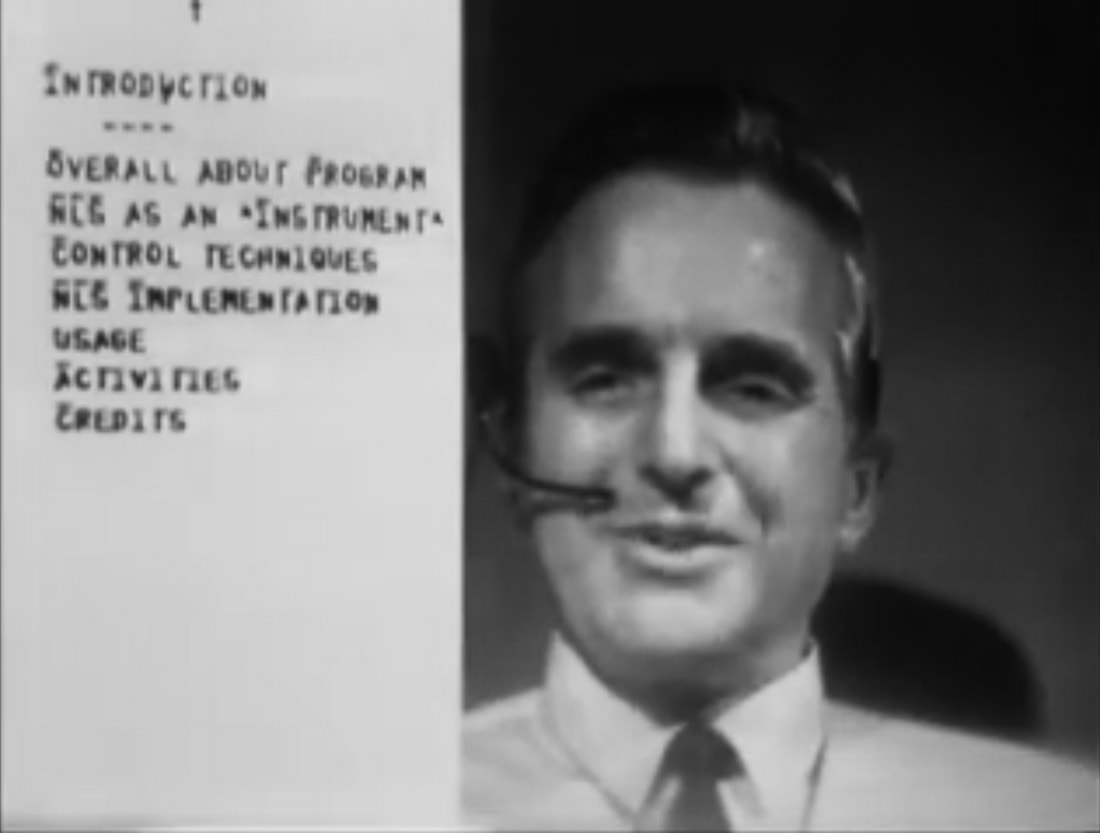 ↑
INTRODUCTION
----
OVERALL ABOUT PROGRAM
NLS AS AN "INSTRUMENT"
CONTROL TECHNIQUES
NLS IMPLEMENTATION
USAGE
ACTIVITIES
CREDITS